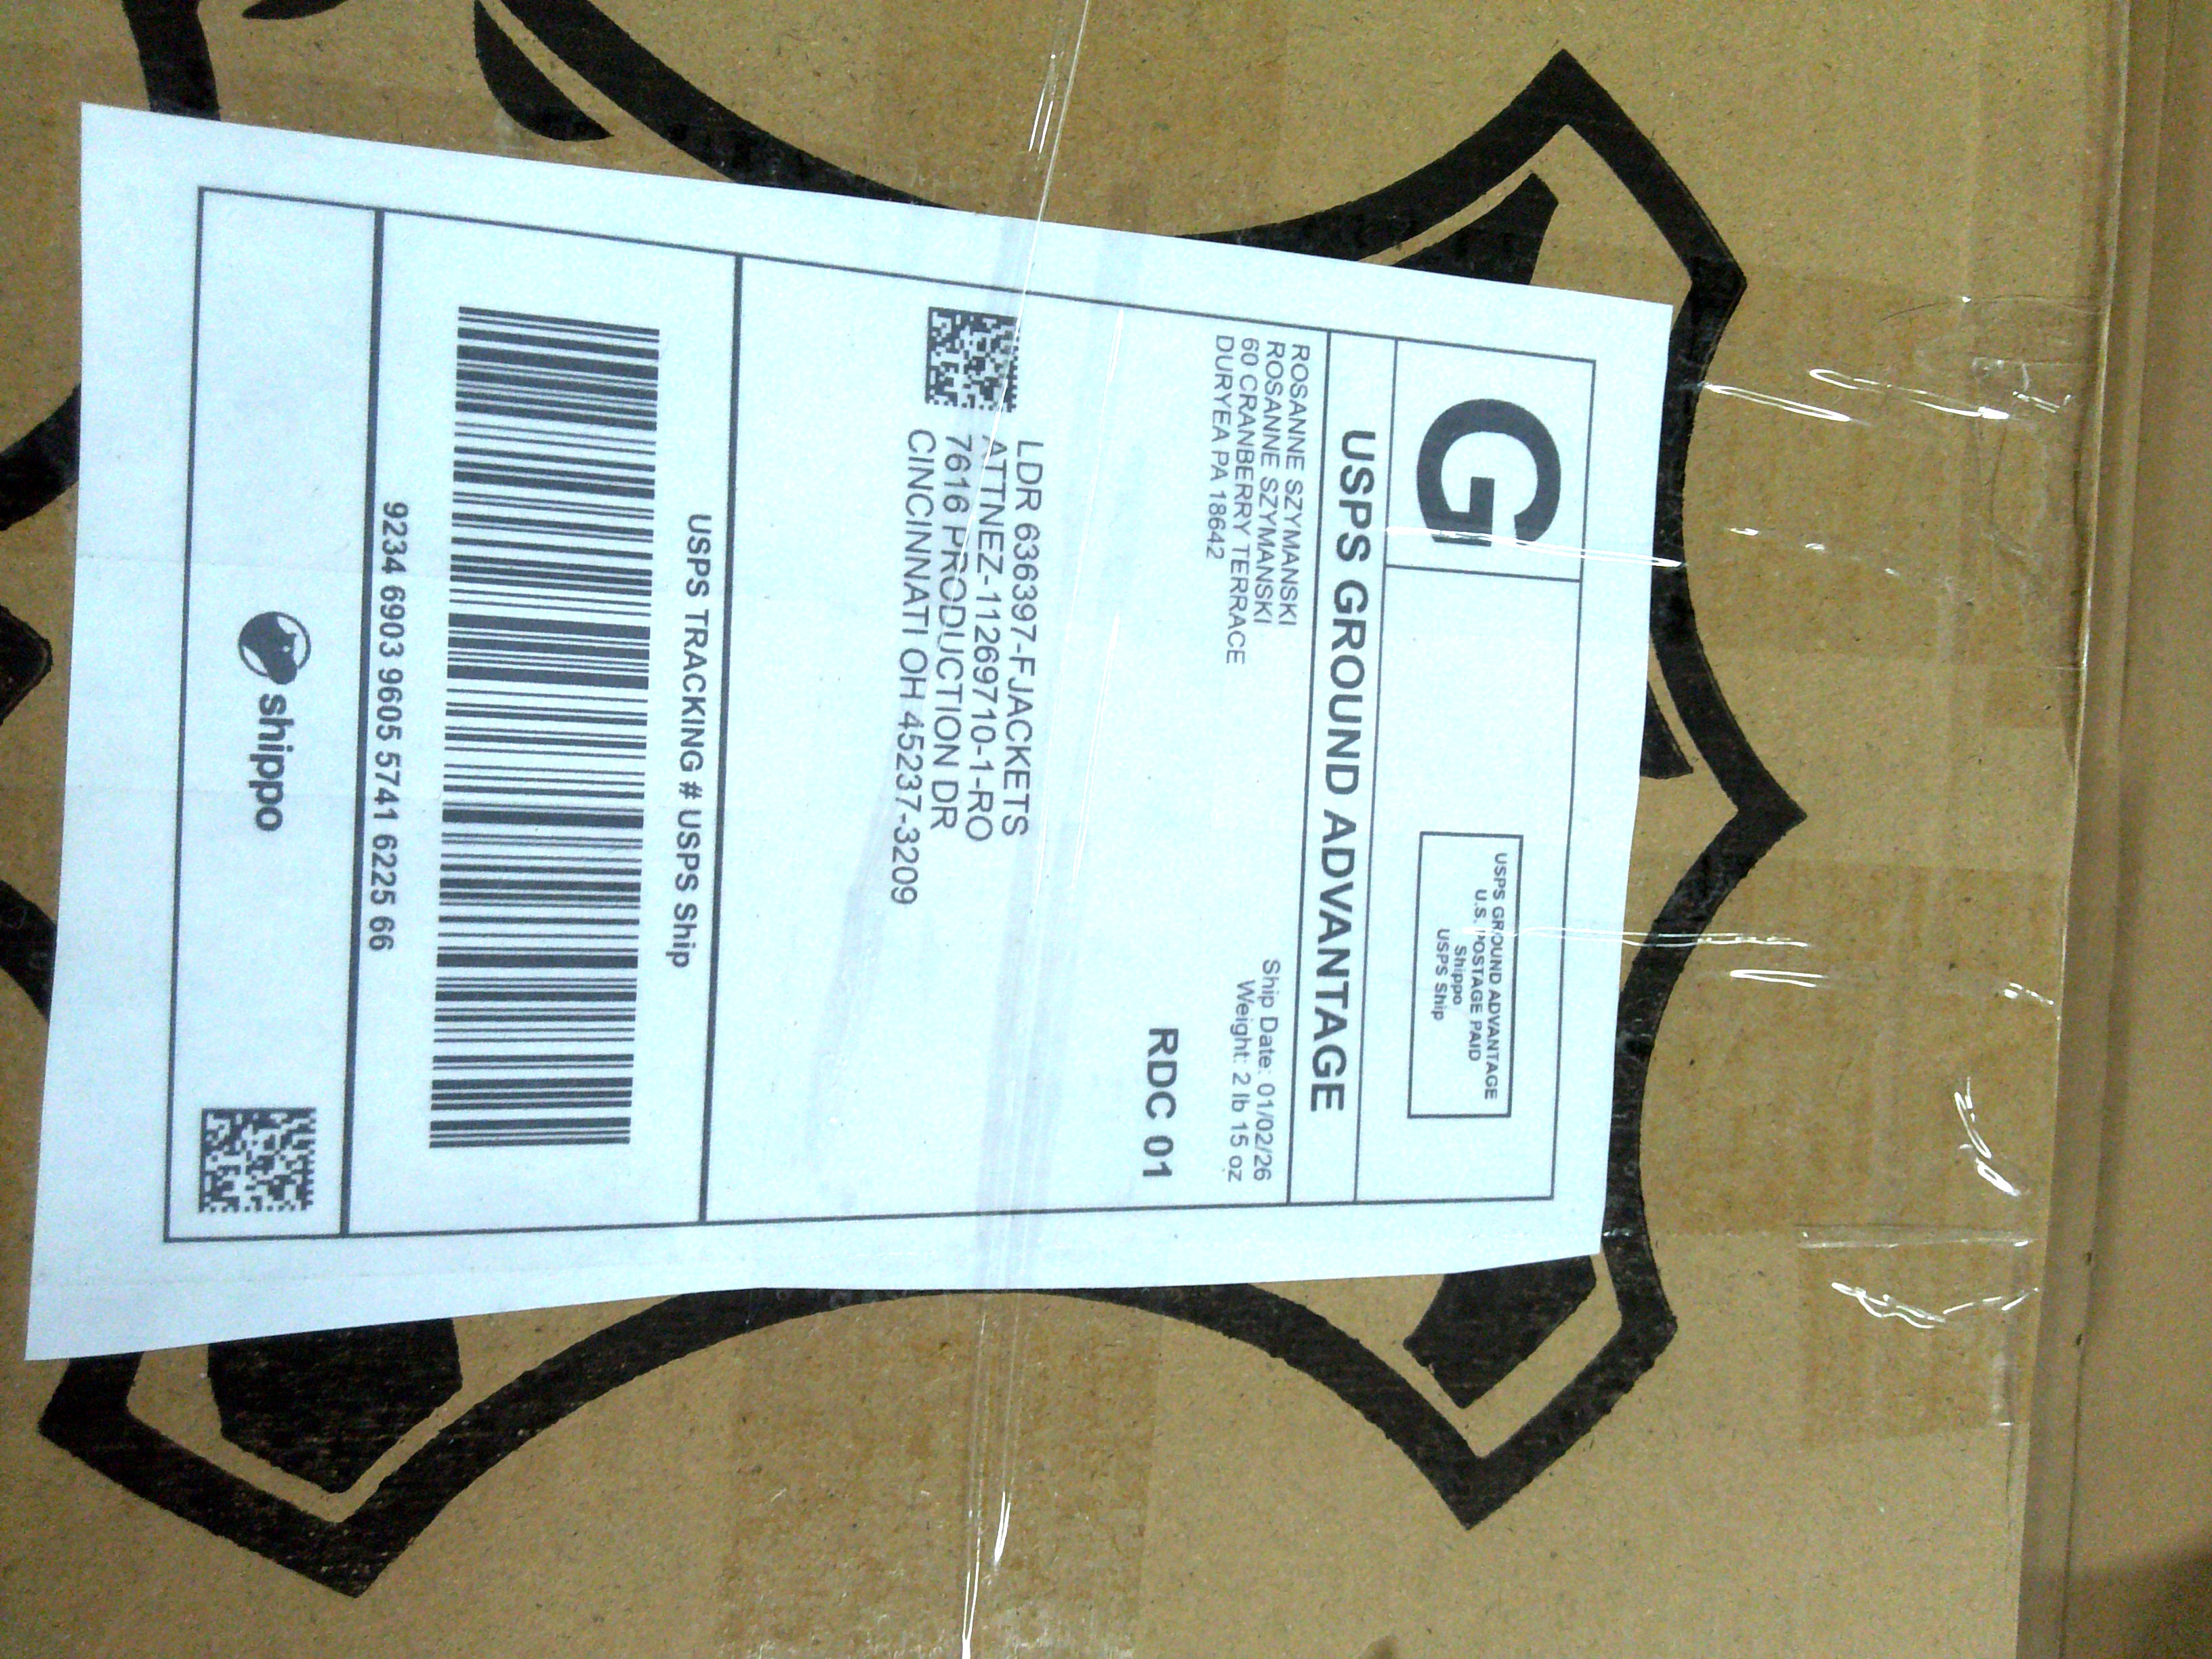 G
USPS GROUND ADVANTAGE
U.S. POSTAGE PAID
Shippo
USPS Ship
USPS GROUND ADVANTAGE
ROSANNE SZYMANSKI
ROSANNE SZYMANSKI
60 CRANBERRY TERRACE
DURYEA PA 18642
Ship Date: 01/02/26
Weight: 2 lb 15 oz
RDC 01
LDR 636397-FJACKETS
ATTNEZ-11269710-1-RO
7616 PRODUCTION DR
CINCINNATI OH 45237-3209
USPS TRACKING # USPS Ship
9234 6903 9605 5741 6225 66
shippo